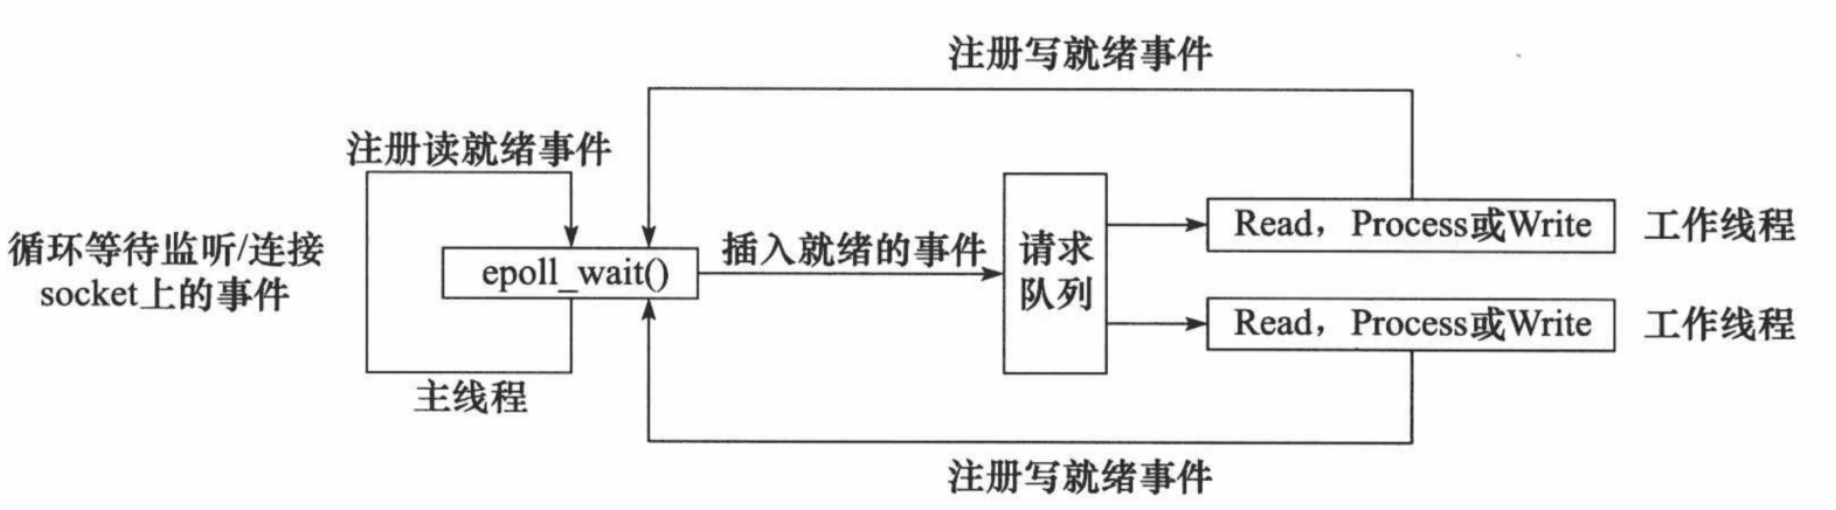 注册写就绪事件
注册读就绪事件
循环等待监听/连接
socket上的事件
epoll_wait()
插入就绪的事件
请求
队列
Read，Process或Write
工作线程
Read，Process或Write
工作线程
主线程
注册写就绪事件